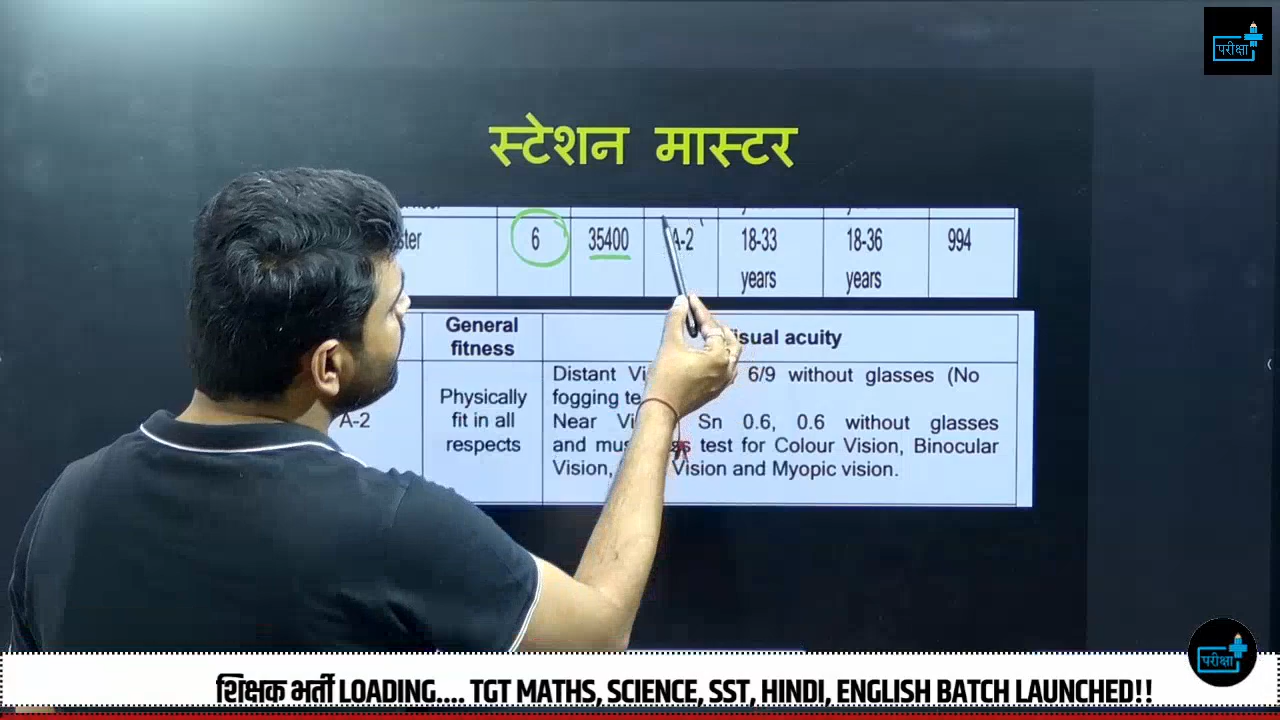 परीक्षा
स्टेशन मास्टर
6 35400 A-2 18-33 years 18-36 years 994
General fitness
Visual acuity
A-2
Physically fit in all respects
Distant 6/9 without glasses (No
fogging
Near Sn 0.6, 0.6 without glasses
and test for Colour Vision, Binocular
Vision, Vision and Myopic vision.
परीक्षा
शिक्षक भर्ती LOADING.... TGT MATHS, SCIENCE, SST, HINDI, ENGLISH BATCH LAUNCHED!!